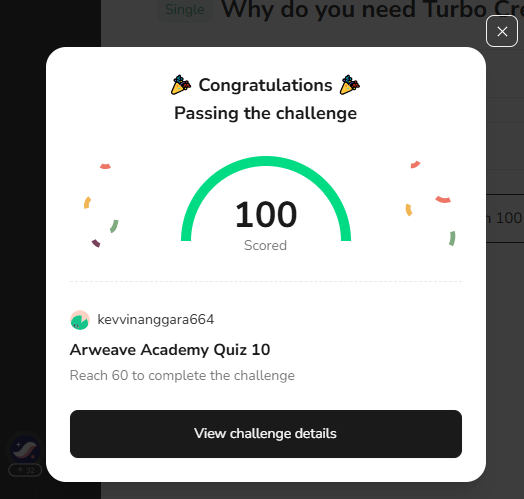 Single Why do you need Turbo Cre
Congratulations
Passing the challenge
100
Scored
n 100
kevvinanggara664
Arweave Academy Quiz 10
Reach 60 to complete the challenge
View challenge details